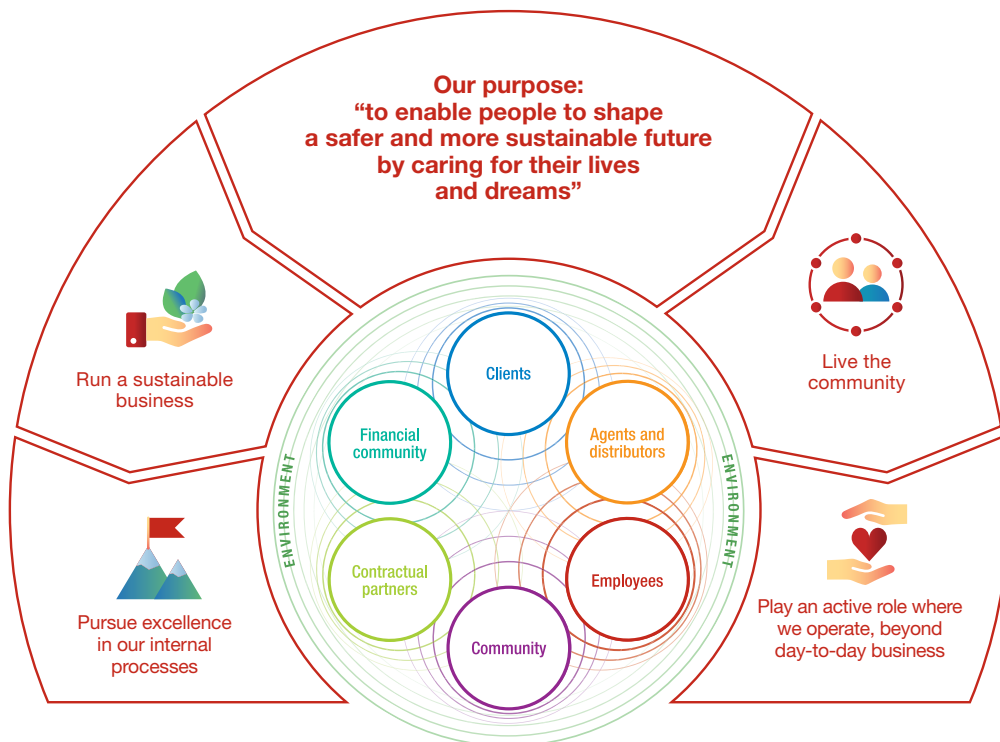 Our purpose:
“to enable people to shape
a safer and more sustainable future
by caring for their lives
and dreams”
Run a sustainable
business
Live the
community
Pursue excellence
in our internal
processes
Play an active role where
we operate, beyond
day-to-day business
ENVIRONMENT
ENVIRONMENT
Clients
Financial
community
Agents and
distributors
Contractual
partners
Employees
Community